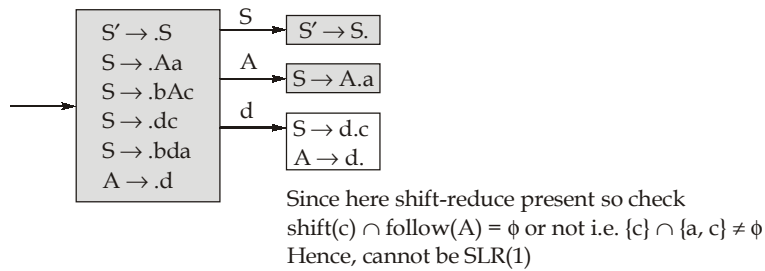 S′ → .S
S → .Aa
S → .bAc
S → .dc
S → .bda
A → .d
S
S′ → S.
A
S → A.a
d
S → d.c
A → d.
Since here shift-reduce present so check
shift(c) ∩ follow(A) = ϕ or not i.e. {c} ∩ {a, c} ≠ ϕ
Hence, cannot be SLR(1)